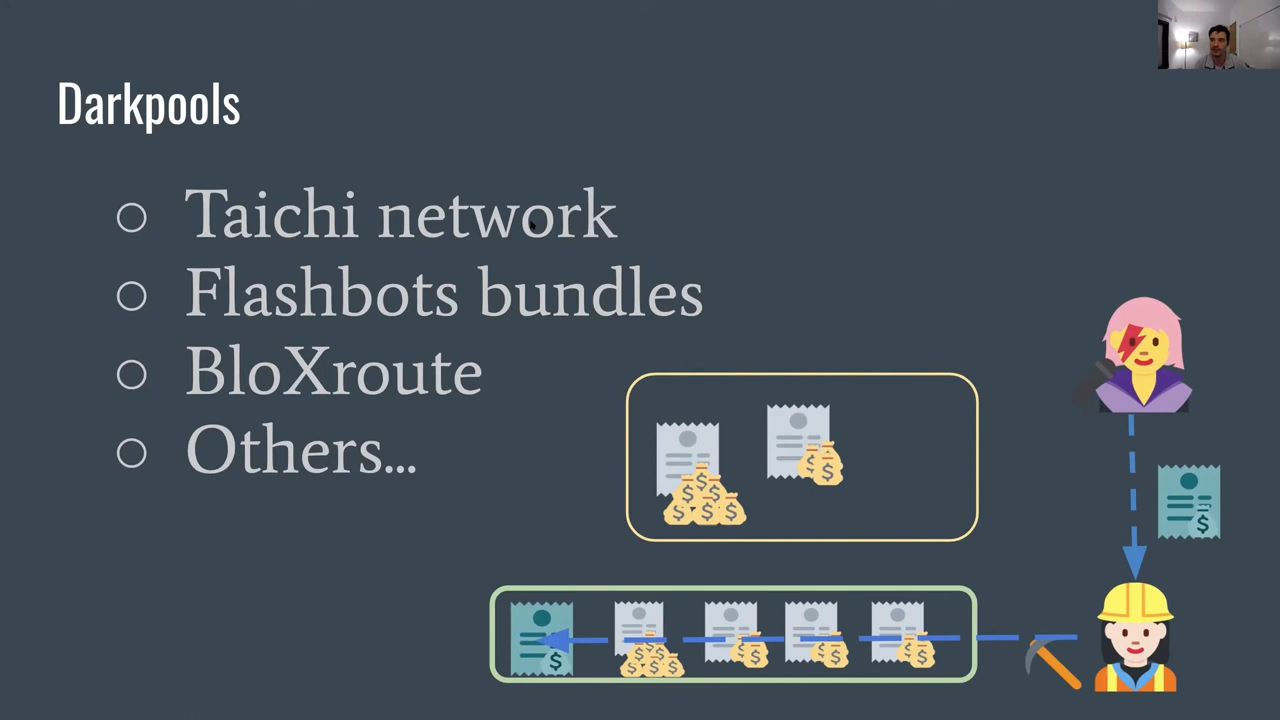 Darkpools
○ Taichi network
○ Flashbots bundles
○ BloXroute
○ Others...